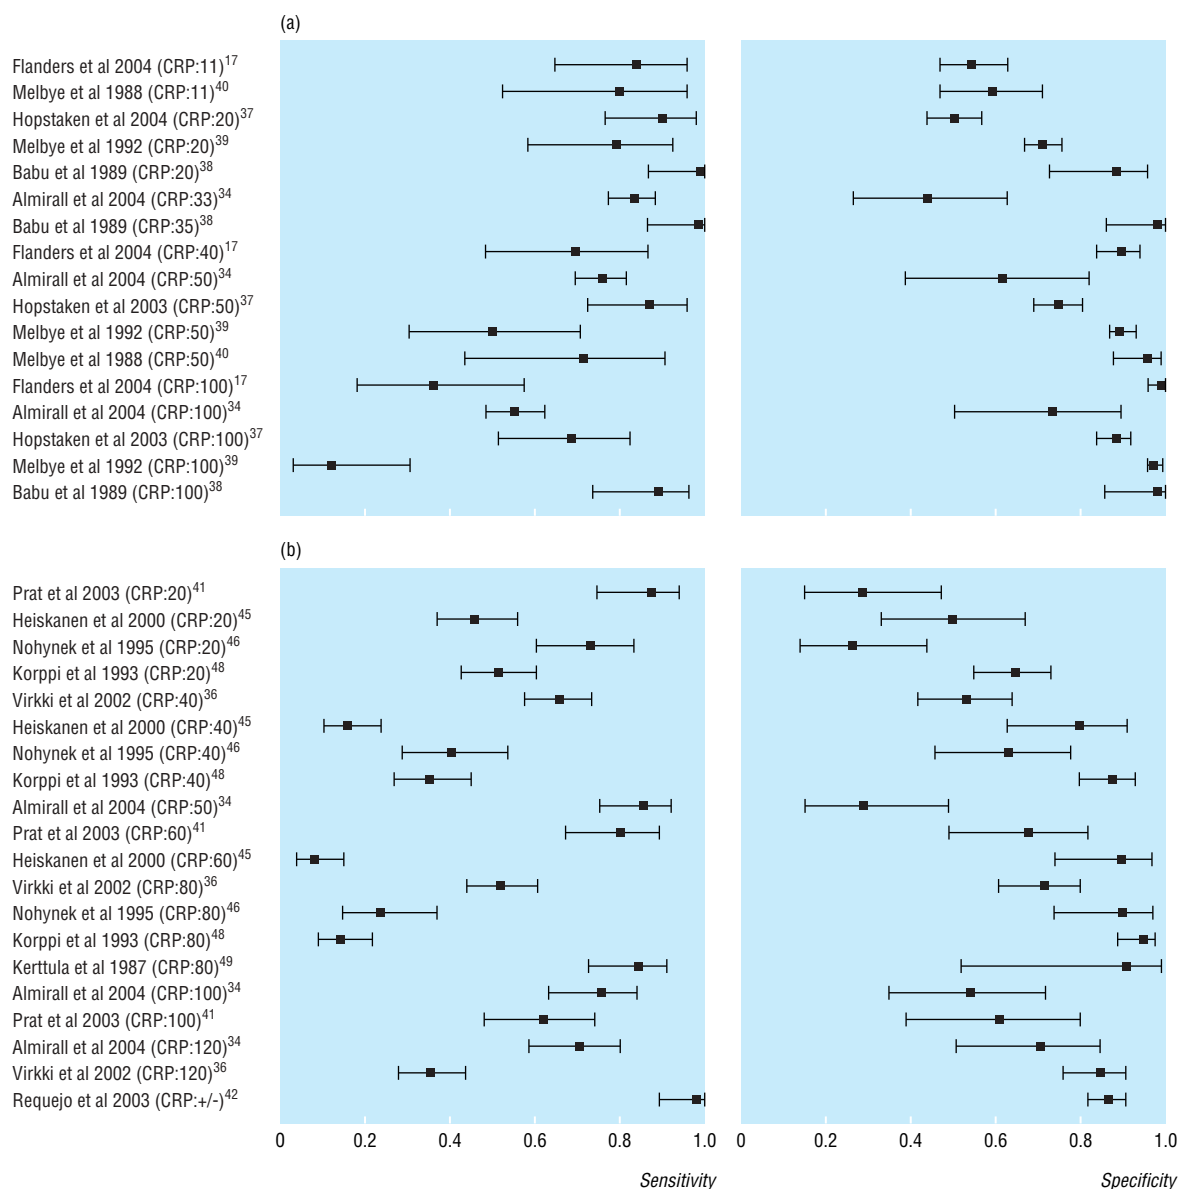 (a)
Flanders et al 2004 (CRP:11)17
Melbye et al 1988 (CRP:11)40
Hopstaken et al 2004 (CRP:20)37
Melbye et al 1992 (CRP:20)39
Babu et al 1989 (CRP:20)38
Almirall et al 2004 (CRP:33)34
Babu et al 1989 (CRP:35)38
Flanders et al 2004 (CRP:40)17
Almirall et al 2004 (CRP:50)34
Hopstaken et al 2003 (CRP:50)37
Melbye et al 1992 (CRP:50)39
Melbye et al 1988 (CRP:50)40
Flanders et al 2004 (CRP:100)17
Almirall et al 2004 (CRP:100)34
Hopstaken et al 2003 (CRP:100)37
Melbye et al 1992 (CRP:100)39
Babu et al 1989 (CRP:100)38
(b)
Prat et al 2003 (CRP:20)41
Heiskanen et al 2000 (CRP:20)45
Nohynek et al 1995 (CRP:20)46
Korppi et al 1993 (CRP:20)48
Virkki et al 2002 (CRP:40)36
Heiskanen et al 2000 (CRP:40)45
Nohynek et al 1995 (CRP:40)46
Korppi et al 1993 (CRP:40)48
Almirall et al 2004 (CRP:50)34
Prat et al 2003 (CRP:60)41
Heiskanen et al 2000 (CRP:60)45
Virkki et al 2002 (CRP:80)36
Nohynek et al 1995 (CRP:80)46
Korppi et al 1993 (CRP:80)48
Kerttula et al 1987 (CRP:80)49
Almirall et al 2004 (CRP:100)34
Prat et al 2003 (CRP:100)41
Almirall et al 2004 (CRP:120)34
Virkki et al 2002 (CRP:120)36
Requejo et al 2003 (CRP:+/-)42
0 0.2 0.4 0.6 0.8 1.0 0 0.2 0.4 0.6 0.8 1.0
Sensitivity Specificity